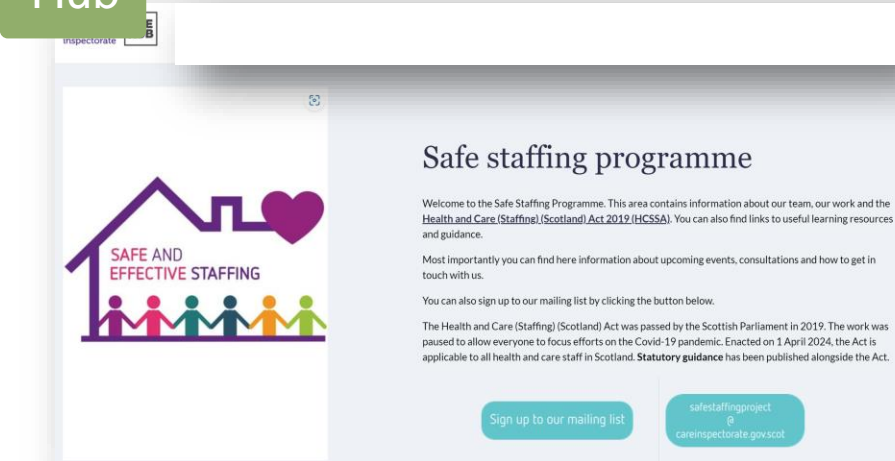 Hub
inspectorate
E
B
Safe staffing programme
SAFE AND
EFFECTIVE STAFFING
Welcome to the Safe Staffing Programme. This area contains information about our team, our work and the
Health and Care (Staffing) (Scotland) Act 2019 (HCSSA). You can also find links to useful learning resources
and guidance.
Most importantly you can find here information about upcoming events, consultations and how to get in
touch with us.
You can also sign up to our mailing list by clicking the button below.
The Health and Care (Staffing) (Scotland) Act was passed by the Scottish Parliament in 2019. The work was
paused to allow everyone to focus efforts on the Covid-19 pandemic. Enacted on 1 April 2024, the Act is
applicable to all health and care staff in Scotland. Statutory guidance has been published alongside the Act.
Sign up to our mailing list
safestaffingproject
@
careinspectorate.gov.scot